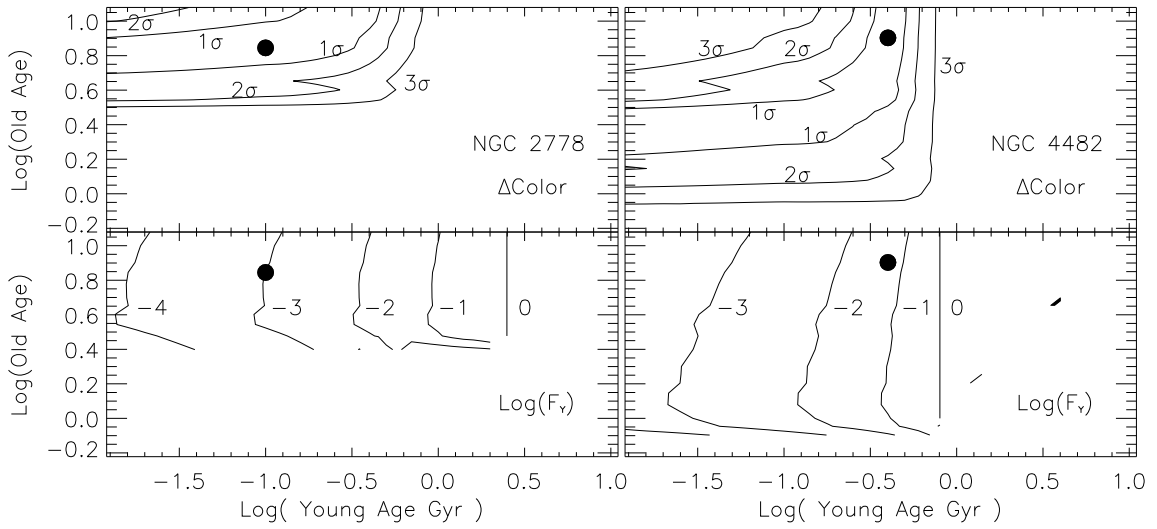 Log(Old Age)
1.0
0.8
0.6
0.4
0.2
0.0
−0.2
2σ
1σ
1σ
2σ
3σ
NGC 2778
ΔColor
3σ
2σ
3σ
1σ
1σ
2σ
NGC 4482
ΔColor
Log(Old Age)
1.0
0.8
0.6
0.4
0.2
0.0
−0.2
−4
−3
−2
−1
0
Log(FY)
−3
−2
−1
0
Log(FY)
−1.5 −1.0 −0.5 0.0 0.5 1.0
−1.5 −1.0 −0.5 0.0 0.5 1.0
Log( Young Age Gyr )
Log( Young Age Gyr )